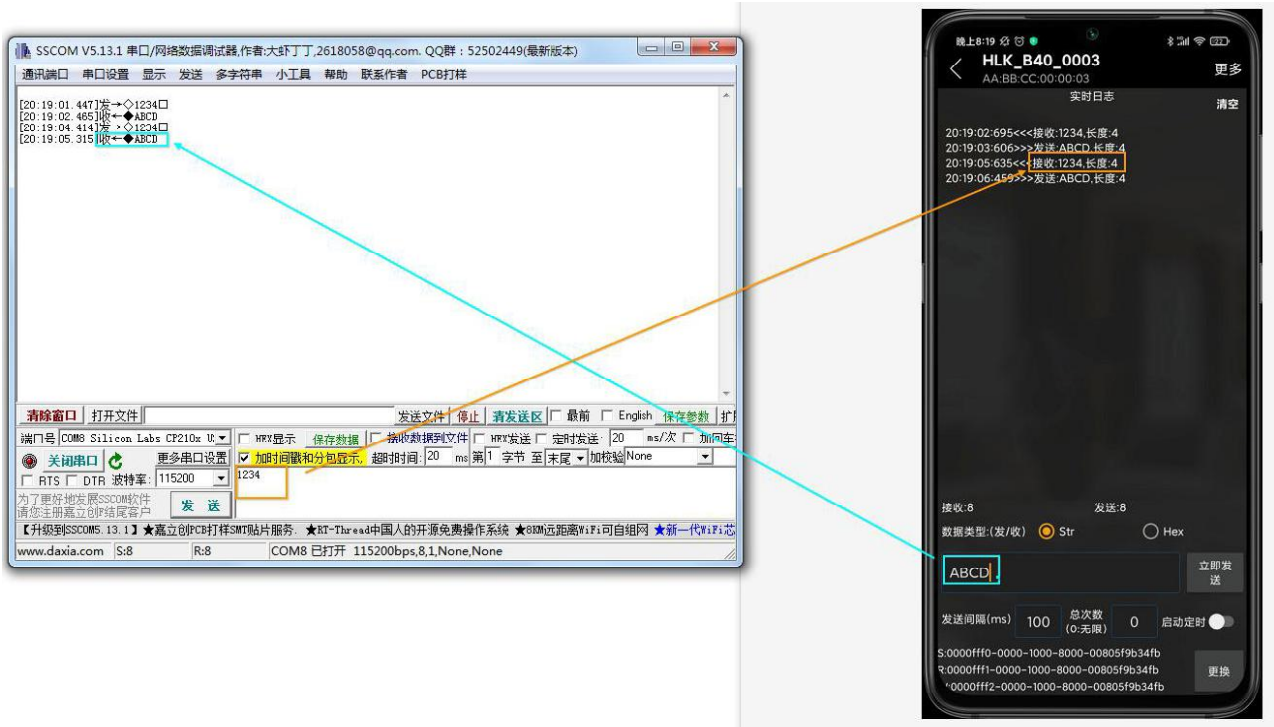 SSCOM V5.13.1 串口/网络数据调试器,作者:大虾丁丁,2618058@qq.com. QQ群：52502449(最新版本)
通讯端口 串口设置 显示 发送 多字符串 小工具 帮助 联系作者 PCB打样
[20:19:01.447]发→◇1234□
[20:19:02.465]收←◆ABCD
[20:19:04.414]发→◇1234□
[20:19:05.315]收←◆ABCD
清除窗口 打开文件 发送文件 停止 清发送区 最前 English 保存参数
端口号 COM8 Silicon Labs CP210x HEX显示 保存数据 接收数据到文件 HEX发送 定时发送: 20 ms/次 加回车
关闭串口 更多串口设置 加时间戳和分包显示, 超时时间: 20 ms 第1 字节 至 末尾 加校验 None
RTS DTR 波特率: 115200 1234
为了更好地发展SSCOM软件
请您注册嘉立创F结尾客户
发 送
【升级到SSCOM5.13.1】★嘉立创PCB打样SMT贴片服务. ★RT-Thread中国人的开源免费操作系统 ★8KM远距离WiFi可自组网 ★新一代WiFi芯
www.daxia.com S:8 R:8 COM8 已打开 115200bps,8,1,None,None
晚上8:19 22
HLK_B40_0003
AA:BB:CC:00:00:03
更多
实时日志
清空
20:19:02:695<<<接收:1234,长度:4
20:19:03:606>>>发送:ABCD,长度:4
20:19:05:635<<<接收:1234,长度:4
20:19:06:459>>>发送:ABCD,长度:4
接收:8 发送:8
数据类型:(发/收) Str Hex
ABCD
立即发
送
发送间隔(ms) 100 总次数
(0:无限) 0 启动定时
S:0000fff0-0000-1000-8000-00805f9b34fb
R:0000fff1-0000-1000-8000-00805f9b34fb
:0000fff2-0000-1000-8000-00805f9b34fb
更换